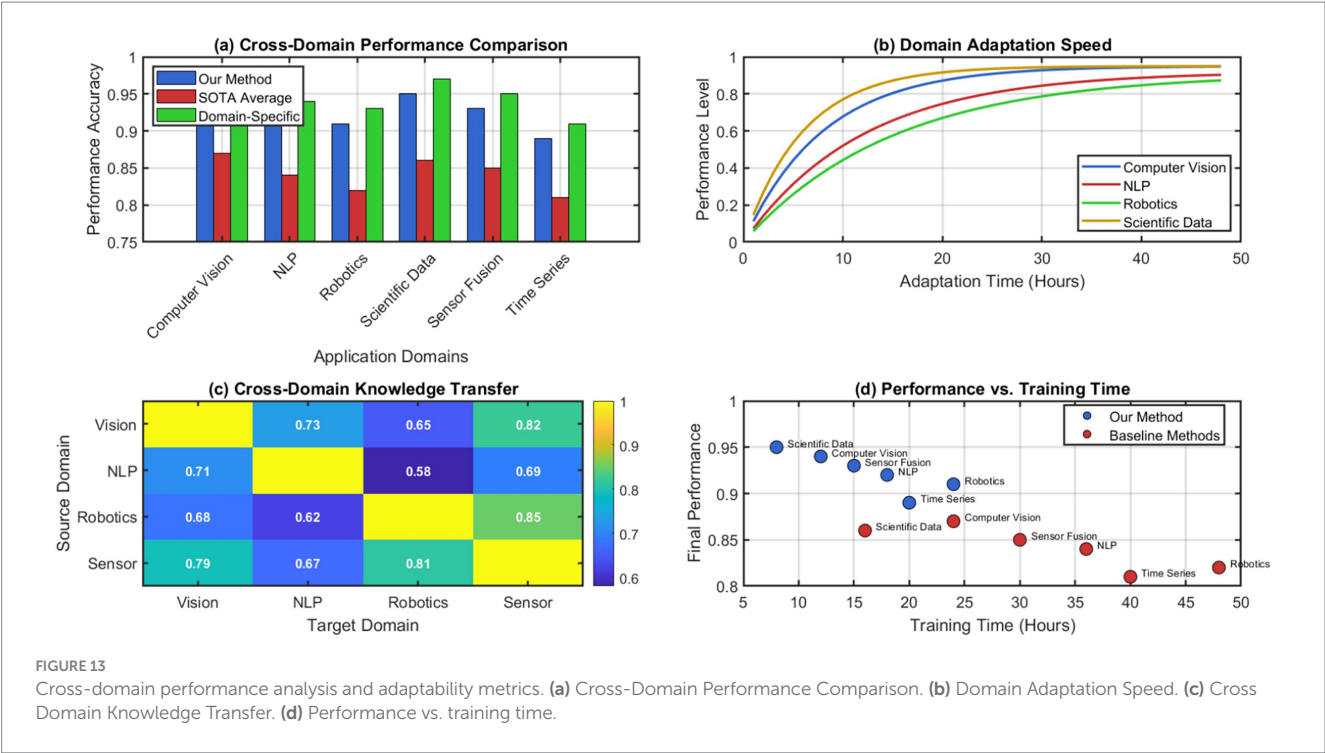 (a) Cross-Domain Performance Comparison
Performance Accuracy
1
0.95
0.9
0.85
0.8
0.75
Our Method
SOTA Average
Domain-Specific
Computer Vision
NLP
Robotics
Scientific Data
Sensor Fusion
Time Series
Application Domains
(b) Domain Adaptation Speed
Performance Level
1
0.8
0.6
0.4
0.2
0
Computer Vision
NLP
Robotics
Scientific Data
0 10 20 30 40 50
Adaptation Time (Hours)
(c) Cross-Domain Knowledge Transfer
Source Domain
Vision 0.73 0.65 0.82
NLP 0.71 0.58 0.69
Robotics 0.68 0.62 0.85
Sensor 0.79 0.67 0.81
Vision NLP Robotics Sensor
Target Domain
1
0.9
0.8
0.7
0.6
(d) Performance vs. Training Time
Final Performance
1
0.95
0.9
0.85
0.8
Our Method
Baseline Methods
Scientific Data
Computer Vision
Sensor Fusion
NLP
Robotics
Time Series
Computer Vision
Scientific Data
Sensor Fusion
NLP
Time Series
Robotics
5 10 15 20 25 30 35 40 45 50
Training Time (Hours)
FIGURE 13
Cross-domain performance analysis and adaptability metrics. (a) Cross-Domain Performance Comparison. (b) Domain Adaptation Speed. (c) Cross
Domain Knowledge Transfer. (d) Performance vs. training time.